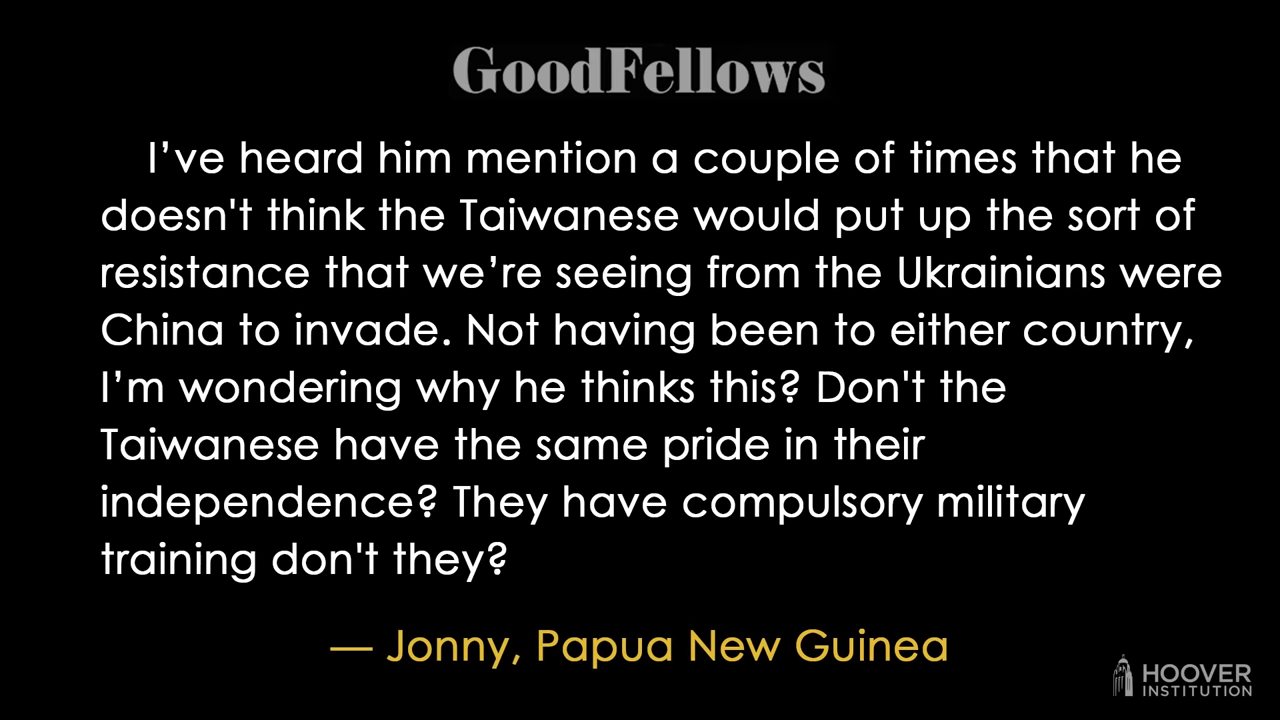 GoodFellows
I’ve heard him mention a couple of times that he
doesn't think the Taiwanese would put up the sort of
resistance that we’re seeing from the Ukrainians were
China to invade. Not having been to either country,
I’m wondering why he thinks this? Don't the
Taiwanese have the same pride in their
independence? They have compulsory military
training don't they?
— Jonny, Papua New Guinea
HOOVER
INSTITUTION